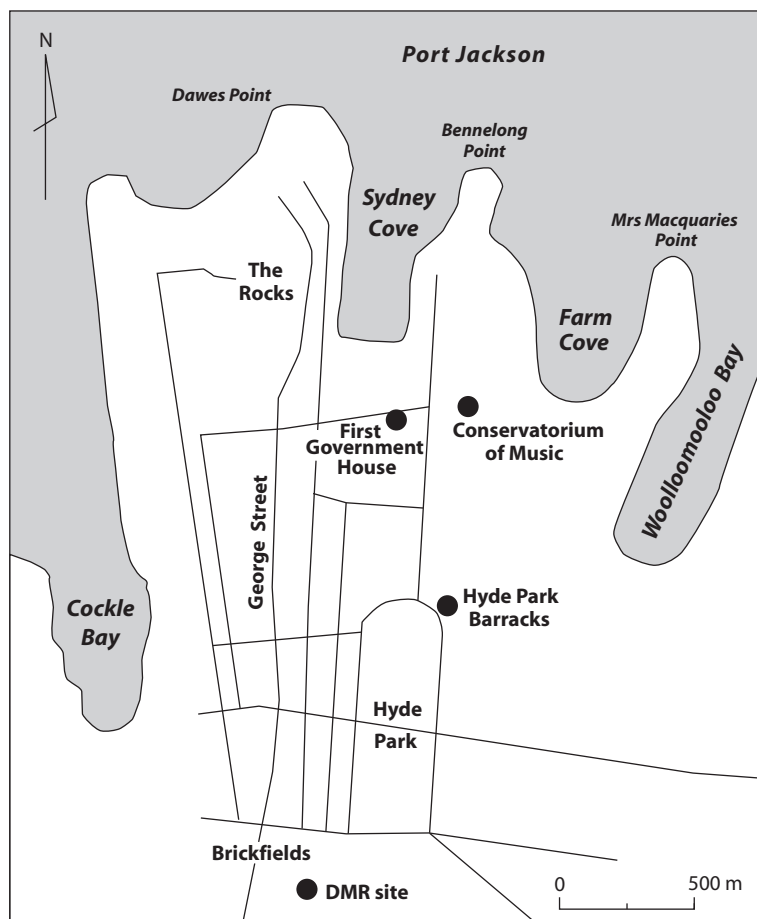 N
Port Jackson
Dawes Point
Bennelong
Point
Sydney
Cove
Mrs Macquaries
Point
The
Rocks
Farm
Cove
Woolloomooloo Bay
First
Government
House
Conservatorium
of Music
George Street
Cockle
Bay
Hyde Park
Barracks
Hyde
Park
Brickfields
DMR site
0 500 m